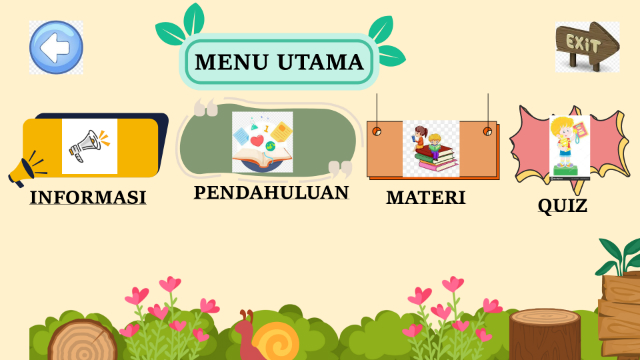 MENU UTAMA
EXIT
INFORMASI
PENDAHULUAN
MATERI
QUIZ